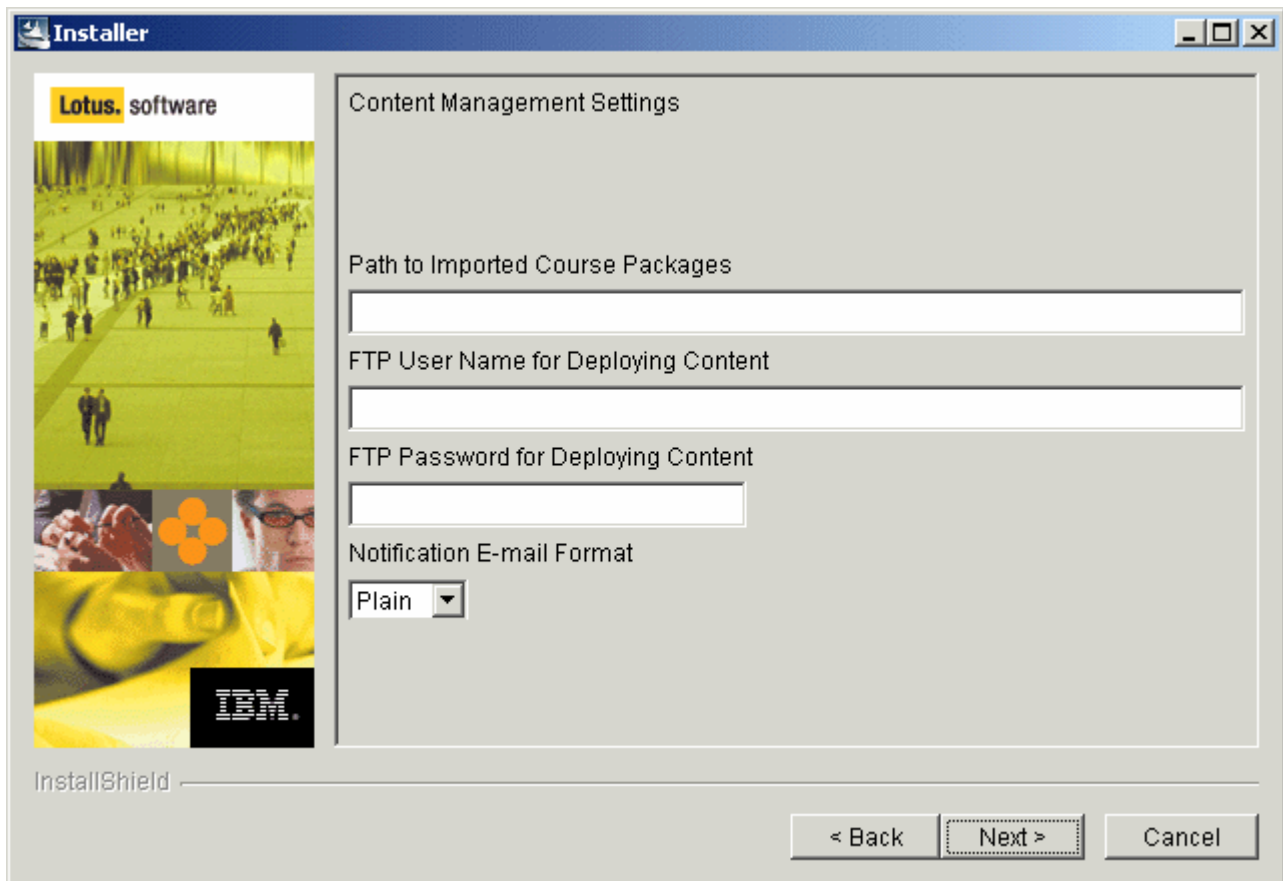 Installer
Lotus. software
Content Management Settings
Path to Imported Course Packages
FTP User Name for Deploying Content
FTP Password for Deploying Content
Notification E-mail Format
Plain
IBM.
InstallShield
< Back
Next >
Cancel